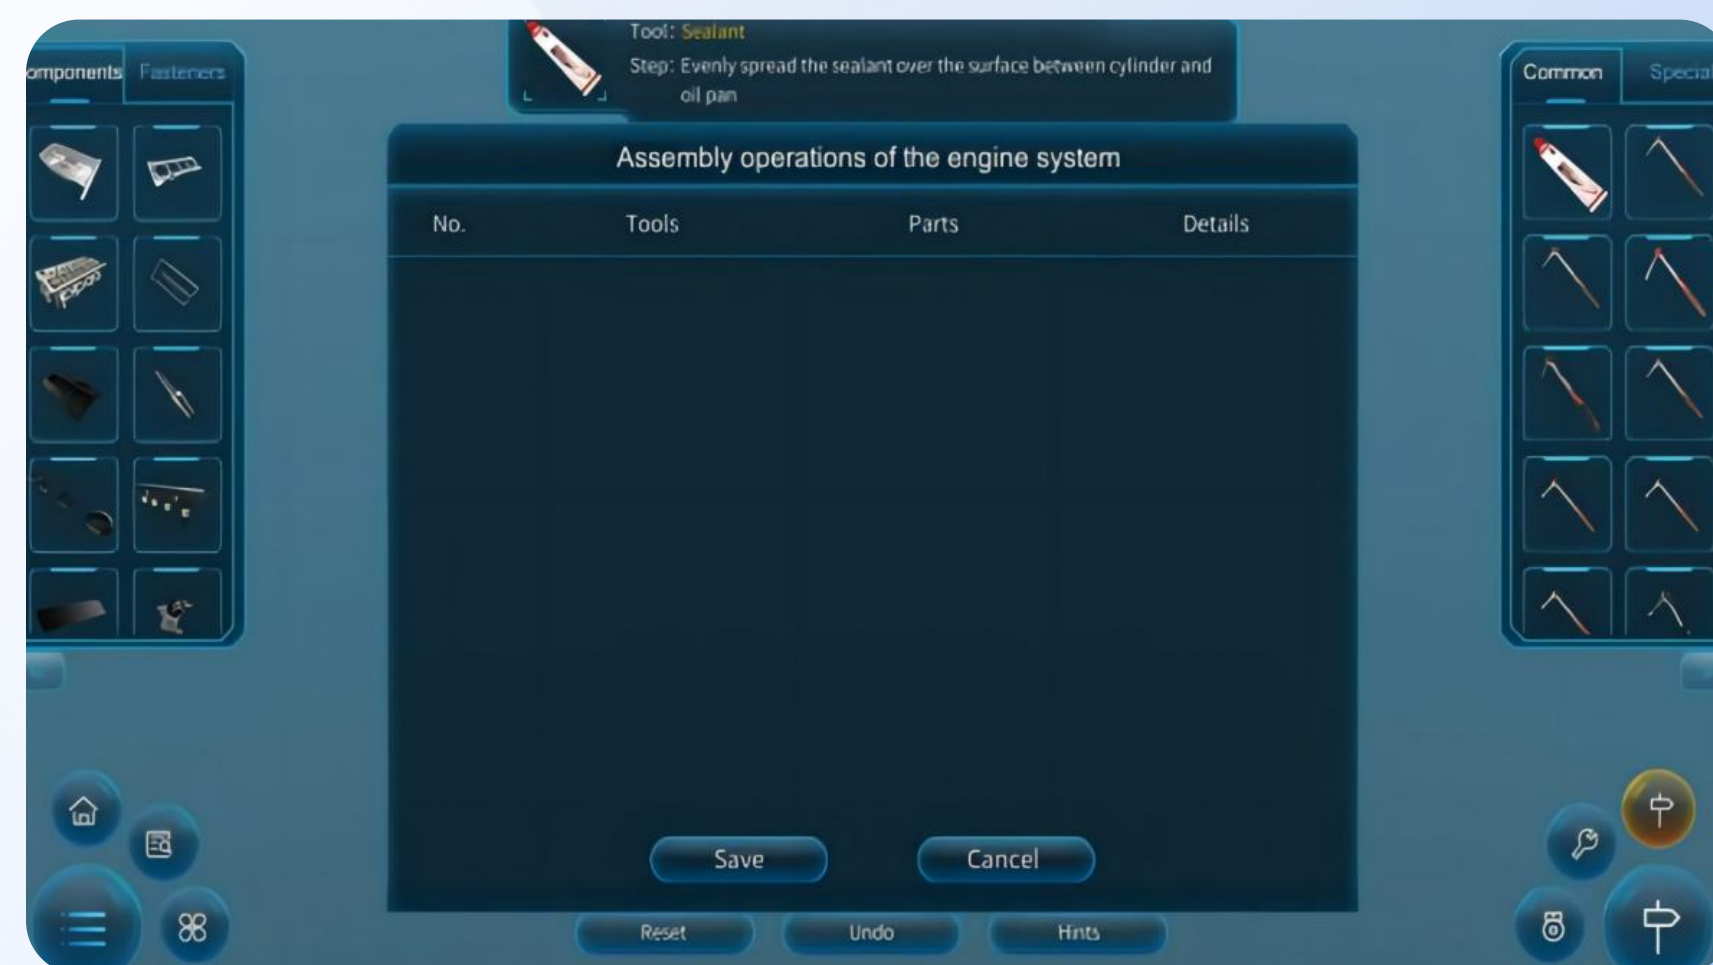 Tool: Sealant
Step: Evenly spread the sealant over the surface between cylinder and
oil pan
omponents Fasteners
Common Special
Assembly operations of the engine system
No. Tools Parts Details
Save Cancel
Reset Undo Hints